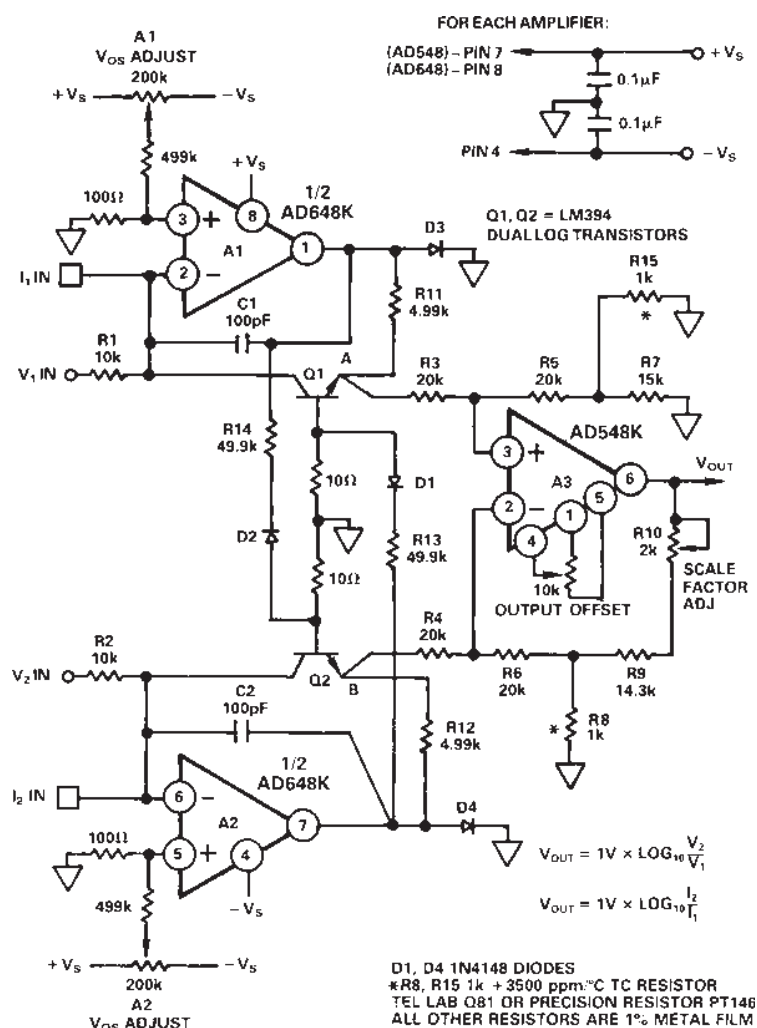 A1
VOS ADJUST
200k
+VS
−VS
499k
100Ω
+VS
1/2
AD648K
3
+
8
A1
1
2
−
I1 IN
C1
100pF
R1
10k
V1 IN
FOR EACH AMPLIFIER:
(AD548)–PIN 7
(AD648)–PIN 8
+VS
0.1μF
0.1μF
PIN 4
−VS
D3
Q1, Q2 = LM394
DUAL LOG TRANSISTORS
R11
4.99k
A
Q1
R3
20k
R5
20k
R15
1k
*
R7
15k
R14
49.9k
10Ω
D1
D2
R13
49.9k
10Ω
AD548K
3
+
A3
6
VOUT
2
−
1
5
4
10k
OUTPUT OFFSET
R10
2k
SCALE
FACTOR
ADJ
R2
10k
V2 IN
Q2
B
R4
20k
R6
20k
R9
14.3k
C2
100pF
R12
4.99k
*
R8
1k
1/2
AD648K
I2 IN
6
−
A2
7
5
+
4
−VS
D4
100Ω
499k
+VS
−VS
200k
A2
VOS ADJUST
VOUT = 1V × LOG10 V2/V1
VOUT = 1V × LOG10 I2/I1
D1, D4 1N4148 DIODES
*R8, R15 1k +3500 ppm/°C TC RESISTOR
TEL LAB Q81 OR PRECISION RESISTOR PT146
ALL OTHER RESISTORS ARE 1% METAL FILM